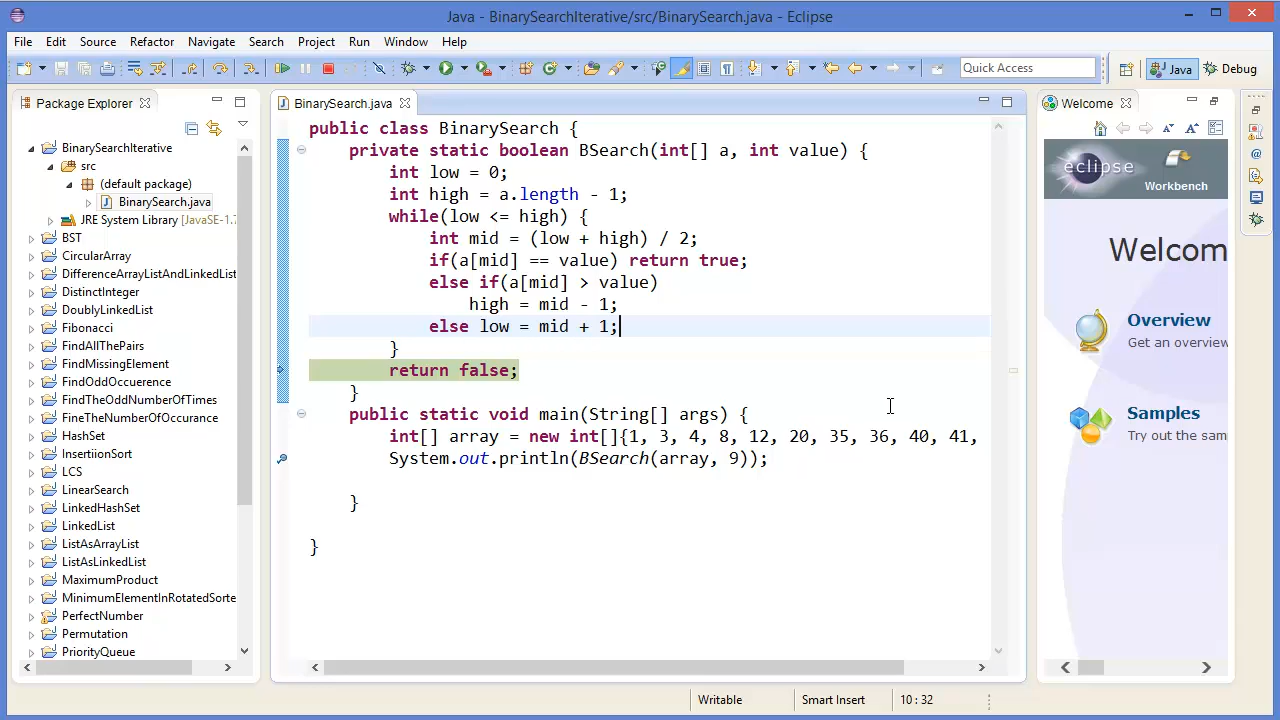 Java - BinarySearchIterative/src/BinarySearch.java - Eclipse
File Edit Source Refactor Navigate Search Project Run Window Help
Quick Access
Java
Debug
Package Explorer
BinarySearchIterative
src
(default package)
BinarySearch.java
JRE System Library [JavaSE-1.7
BST
CircularArray
DifferenceArrayListAndLinkedList
DistinctInteger
DoublyLinkedList
Fibonacci
FindAllThePairs
FindMissingElement
FindOddOccuerence
FindTheOddNumberOfTimes
FineTheNumberOfOccurance
HashSet
InsertiionSort
LCS
LinearSearch
LinkedHashSet
LinkedList
ListAsArrayList
ListAsLinkedList
MaximumProduct
MinimumElementInRotatedSorte
PerfectNumber
Permutation
PriorityQueue
BinarySearch.java
public class BinarySearch {
private static boolean BSearch(int[] a, int value) {
int low = 0;
int high = a.length - 1;
while(low <= high) {
int mid = (low + high) / 2;
if(a[mid] == value) return true;
else if(a[mid] > value)
high = mid - 1;
else low = mid + 1;
}
return false;
}
public static void main(String[] args) {
int[] array = new int[]{1, 3, 4, 8, 12, 20, 35, 36, 40, 41,
System.out.println(BSearch(array, 9));
}
}
Welcome
eclipse
Workbench
Welcom
Overview
Get an overview
Samples
Try out the sam
Writable
Smart Insert
10 : 32